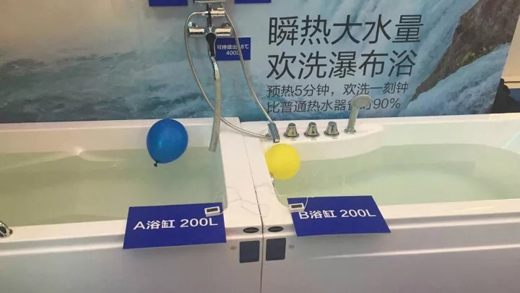 瞬热大水量
欢洗瀑布浴
预热5分钟，欢洗一刻钟
比普通热水器
90%
A浴缸 200L
B浴缸 200L